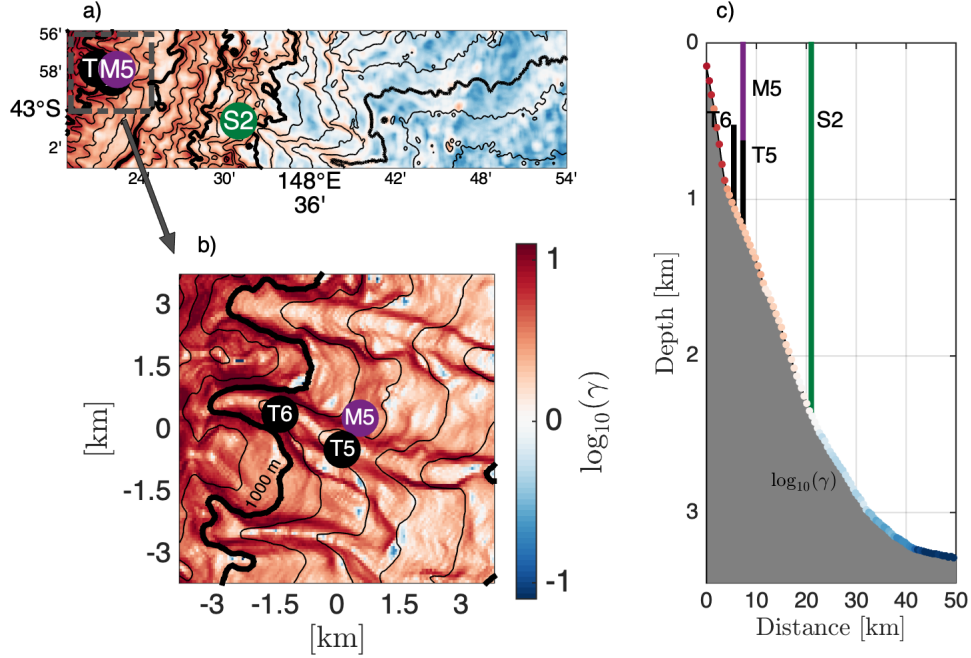 a)
56'
58'
43°S
2'
T
M5
S2
24'
30'
148°E
36'
42'
48'
54'
b)
3
1.5
0
-1.5
-3
[km]
T6
M5
T5
1000 m
-3
-1.5
0
1.5
3
[km]
1
0
-1
log₁₀(γ)
c)
0
1
2
3
Depth [km]
T6
M5
T5
S2
log₁₀(γ)
0
10
20
30
40
50
Distance [km]